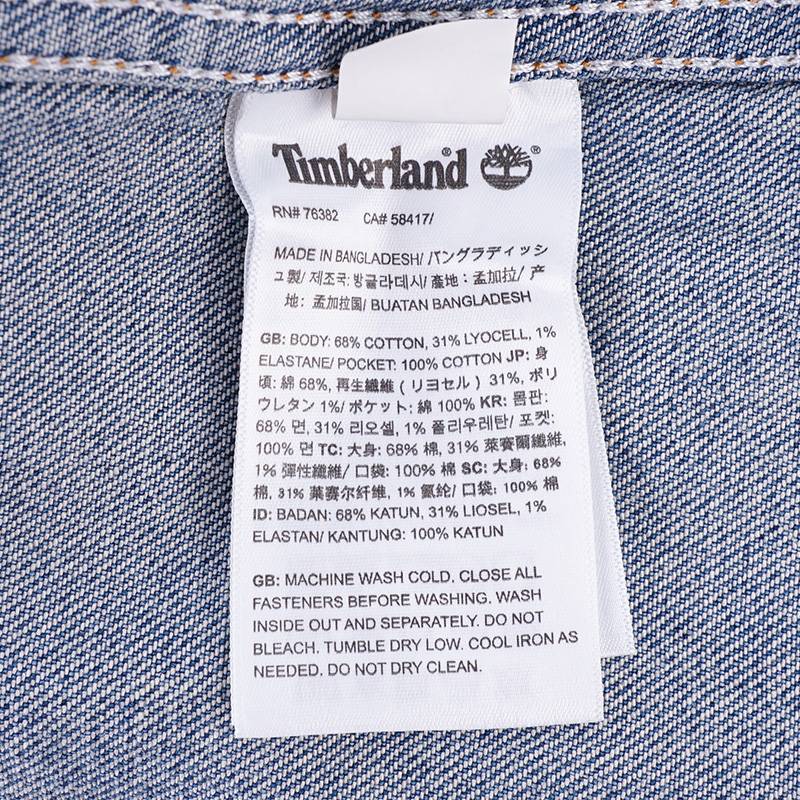 Timberland® ®
RN# 76382 CA# 58417/
MADE IN BANGLADESH/ バングラディッシ
ュ製/ 제조국: 방글라데시/ 產地：孟加拉/ 产
地：孟加拉国/ BUATAN BANGLADESH
GB: BODY: 68% COTTON, 31% LYOCELL, 1%
ELASTANE/ POCKET: 100% COTTON JP: 身
頃: 綿 68%, 再生繊維 ( リヨセル ) 31%, ポリ
ウレタン 1%/ ポケット: 綿 100% KR: 몸판:
68% 면, 31% 리오셀, 1% 폴리우레탄/ 포켓:
100% 면 TC: 大身: 68% 棉, 31% 萊賽爾纖維,
1% 彈性纖維/ 口袋: 100% 棉 SC: 大身: 68%
棉, 31% 莱赛尔纤维, 1% 氨纶/ 口袋: 100% 棉
ID: BADAN: 68% KATUN, 31% LIOSEL, 1%
ELASTAN/ KANTUNG: 100% KATUN
GB: MACHINE WASH COLD. CLOSE ALL
FASTENERS BEFORE WASHING. WASH
INSIDE OUT AND SEPARATELY. DO NOT
BLEACH. TUMBLE DRY LOW. COOL IRON AS
NEEDED. DO NOT DRY CLEAN.